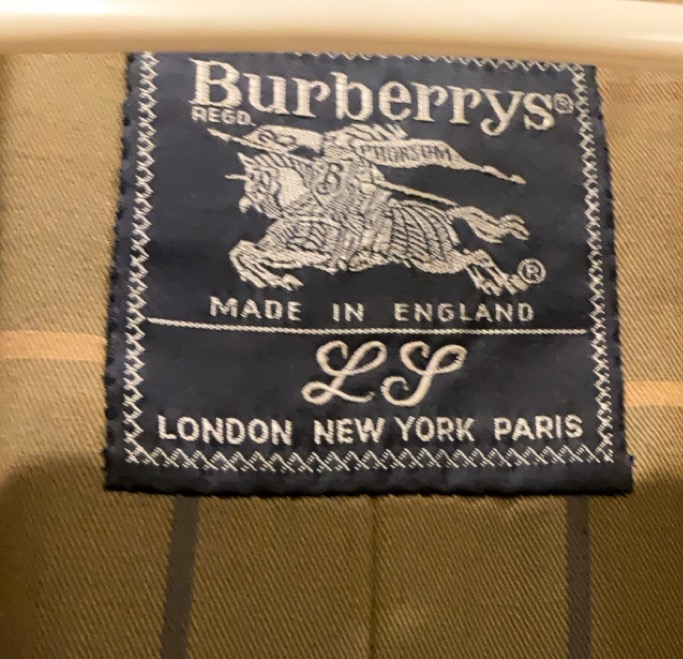 Burberrys®
REGD.
PRORSUM
B
®
MADE IN ENGLAND
LS
LONDON NEW YORK PARIS